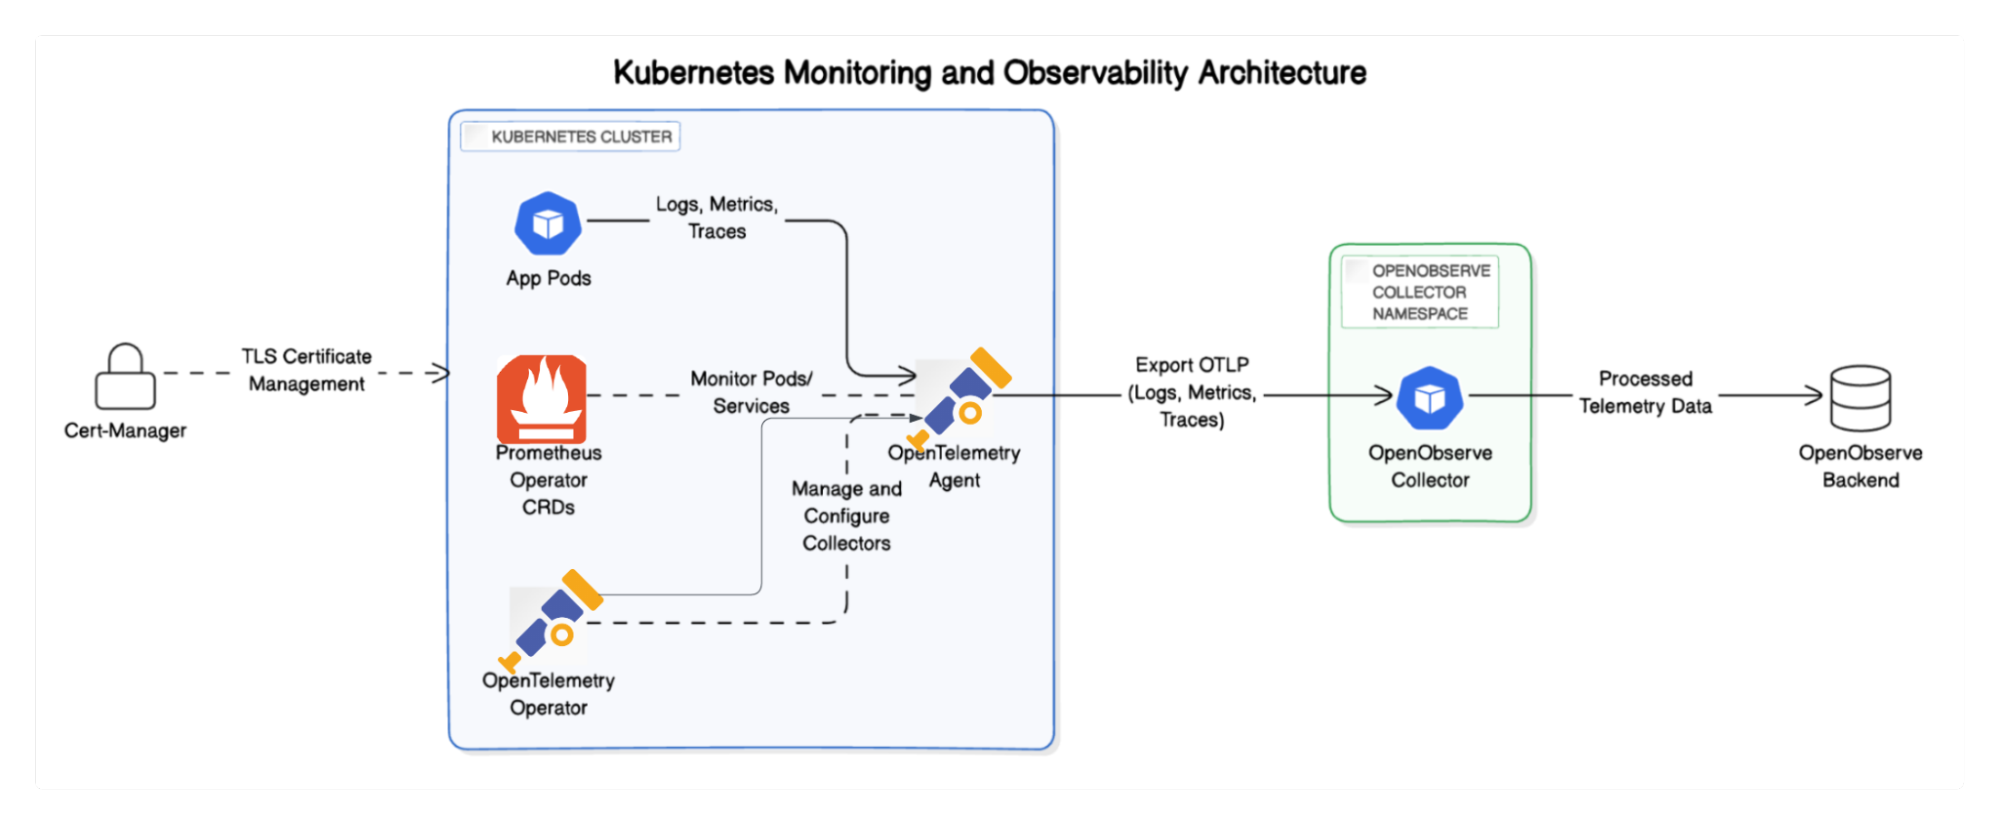 Kubernetes Monitoring and Observability Architecture
KUBERNETES CLUSTER
Logs, Metrics,
Traces
App Pods
TLS Certificate
Management
Cert-Manager
Monitor Pods/
Services
Prometheus
Operator
CRDs
OpenTelemetry
Agent
Manage and
Configure
Collectors
OpenTelemetry
Operator
Export OTLP
(Logs, Metrics,
Traces)
OPENOBSERVE
COLLECTOR
NAMESPACE
OpenObserve
Collector
Processed
Telemetry Data
OpenObserve
Backend